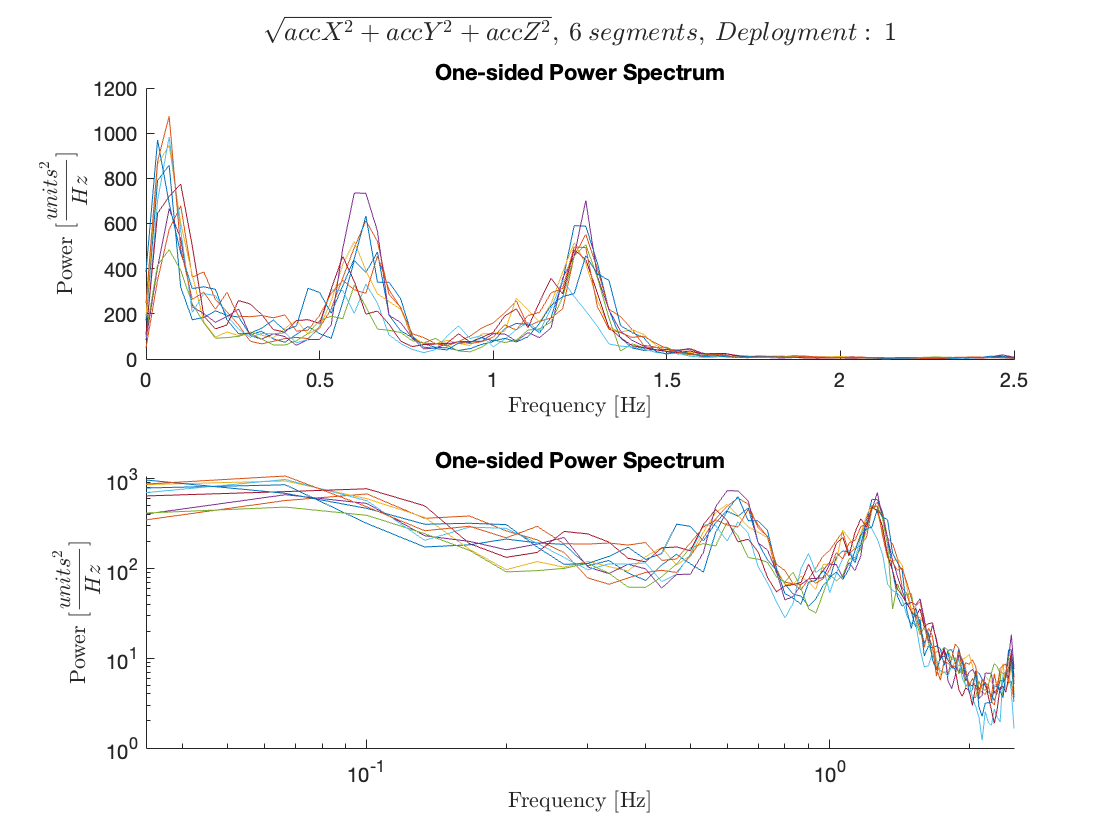 √accX² + accY² + accZ², 6 segments, Deployment : 1
One-sided Power Spectrum
1200
1000
800
600
400
200
0
Power [units²/Hz]
0 0.5 1 1.5 2 2.5
Frequency [Hz]
One-sided Power Spectrum
10³
10²
10¹
10⁰
Power [units²/Hz]
10⁻¹ 10⁰
Frequency [Hz]